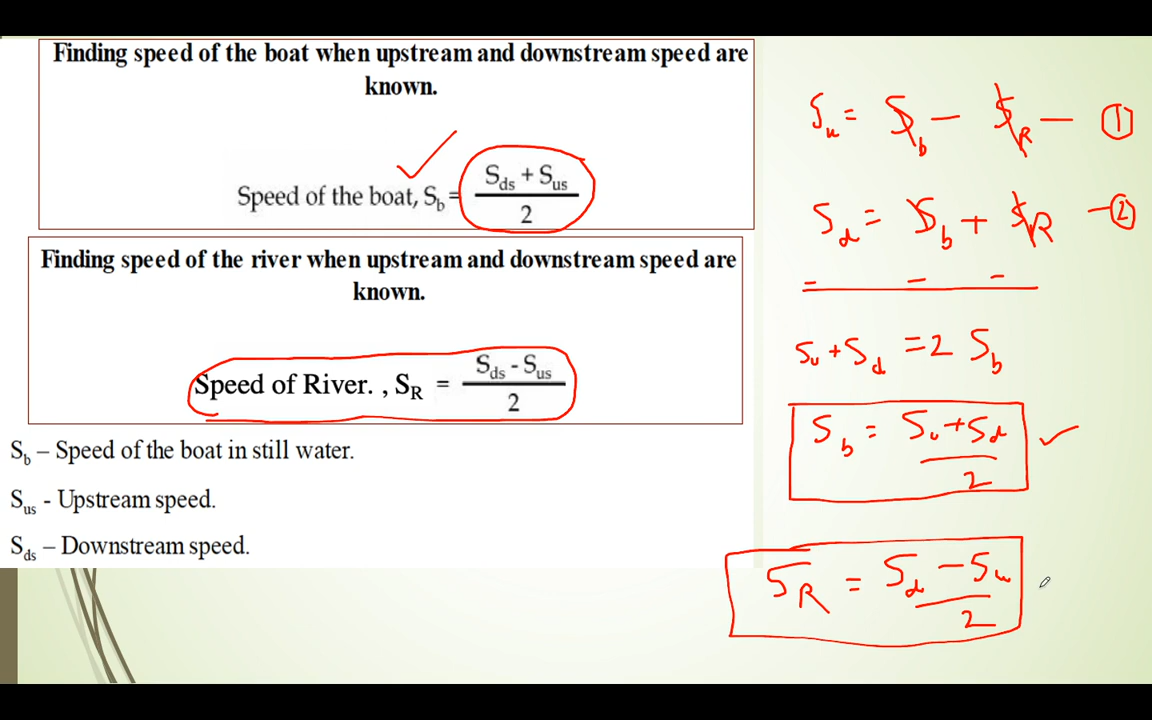 Finding speed of the boat when upstream and downstream speed are
known.
Speed of the boat, Sb = (Sds + Sus)/2
Finding speed of the river when upstream and downstream speed are
known.
Speed of River. , SR = (Sds - Sus)/2
Sb – Speed of the boat in still water.
Sus - Upstream speed.
Sds – Downstream speed.
Su = Sb - SR - ①
Sd = Sb + SR - ②
= - -
Su + Sd = 2 Sb
Sb = (Su + Sd)/2
SR = (Sd - Su)/2